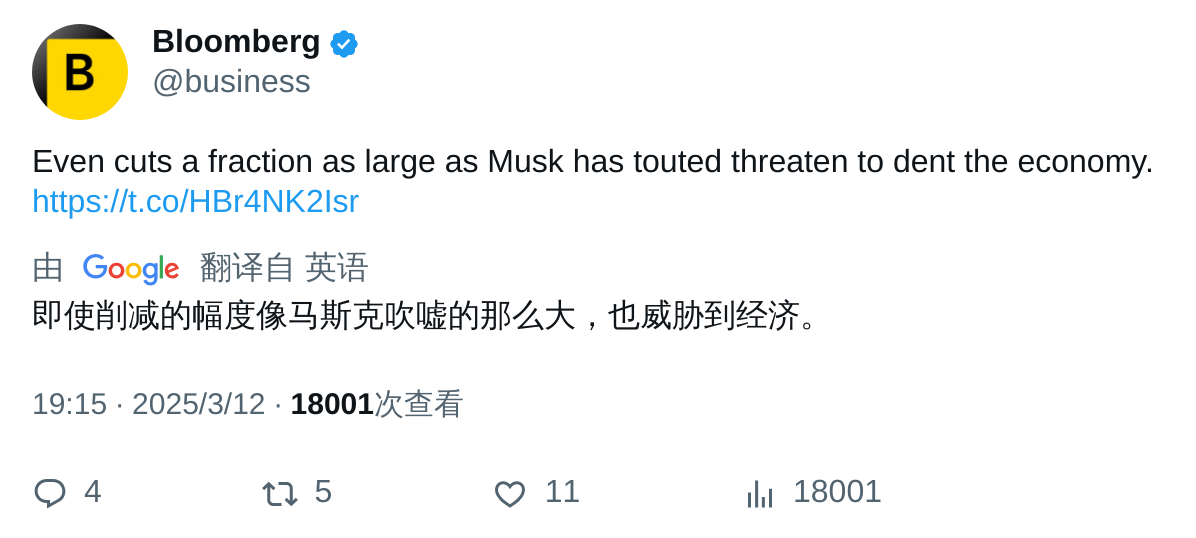 Bloomberg
@business
Even cuts a fraction as large as Musk has touted threaten to dent the economy.
https://t.co/HBr4NK2Isr
由 Google 翻译自 英语
即使削减的幅度像马斯克吹嘘的那么大，也威胁到经济。
19:15 · 2025/3/12 · 18001次查看
4 5 11 18001